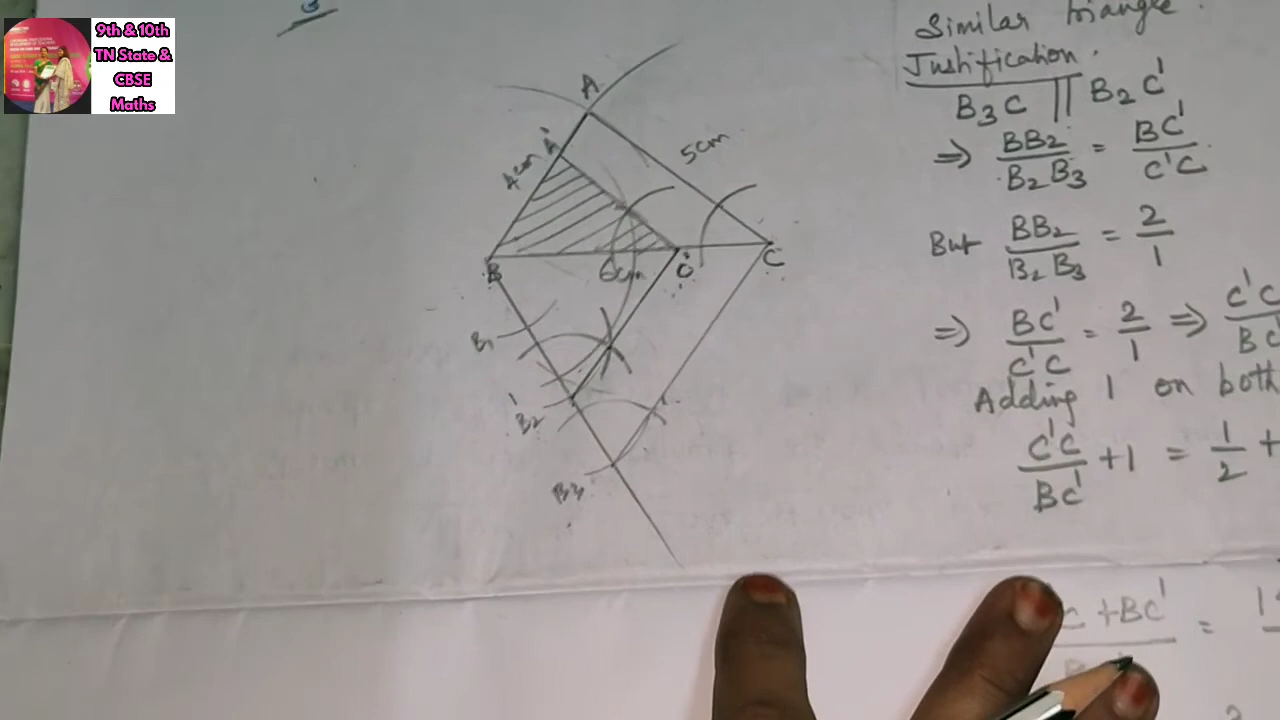 9th & 10th
TN State &
CBSE
Maths
A
A'
4cm
5cm
B
6cm
C'
C
B1
B2
B3
Similar triangle.
Justification.
B3C || B2C'
⇒ BB2/B2B3 = BC'/C'C
But BB2/B2B3 = 2/1
⇒ BC'/C'C = 2/1 ⇒ C'C/BC'
Adding 1 on both
C'C/BC' + 1 = 1/2 +
C + BC' =